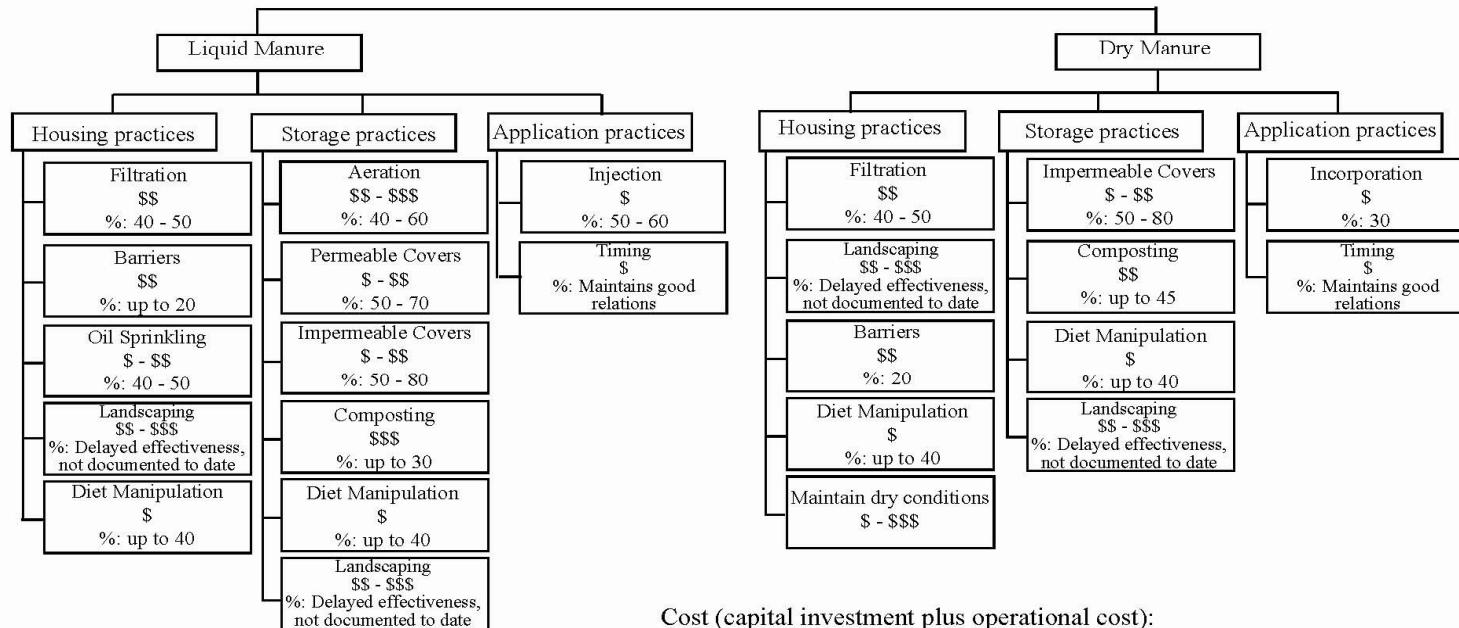 Liquid Manure
Dry Manure
Housing practices
Filtration
$$
%: 40 - 50
Barriers
$$
%: up to 20
Oil Sprinkling
$ - $$
%: 40 - 50
Landscaping
$$ - $$$
%: Delayed effectiveness,
not documented to date
Diet Manipulation
$
%: up to 40
Storage practices
Aeration
$$ - $$$
%: 40 - 60
Permeable Covers
$ - $$
%: 50 - 70
Impermeable Covers
$ - $$
%: 50 - 80
Composting
$$$
%: up to 30
Diet Manipulation
$
%: up to 40
Landscaping
$$ - $$$
%: Delayed effectiveness,
not documented to date
Application practices
Injection
$
%: 50 - 60
Timing
$
%: Maintains good
relations
Housing practices
Filtration
$$
%: 40 - 50
Landscaping
$$ - $$$
%: Delayed effectiveness,
not documented to date
Barriers
$$
%: 20
Diet Manipulation
$
%: up to 40
Maintain dry conditions
$ - $$$
Storage practices
Impermeable Covers
$ - $$
%: 50 - 80
Composting
$$
%: up to 45
Diet Manipulation
$
%: up to 40
Landscaping
$$ - $$$
%: Delayed effectiveness,
not documented to date
Application practices
Incorporation
$
%: 30
Timing
$
%: Maintains good
relations
Cost (capital investment plus operational cost):